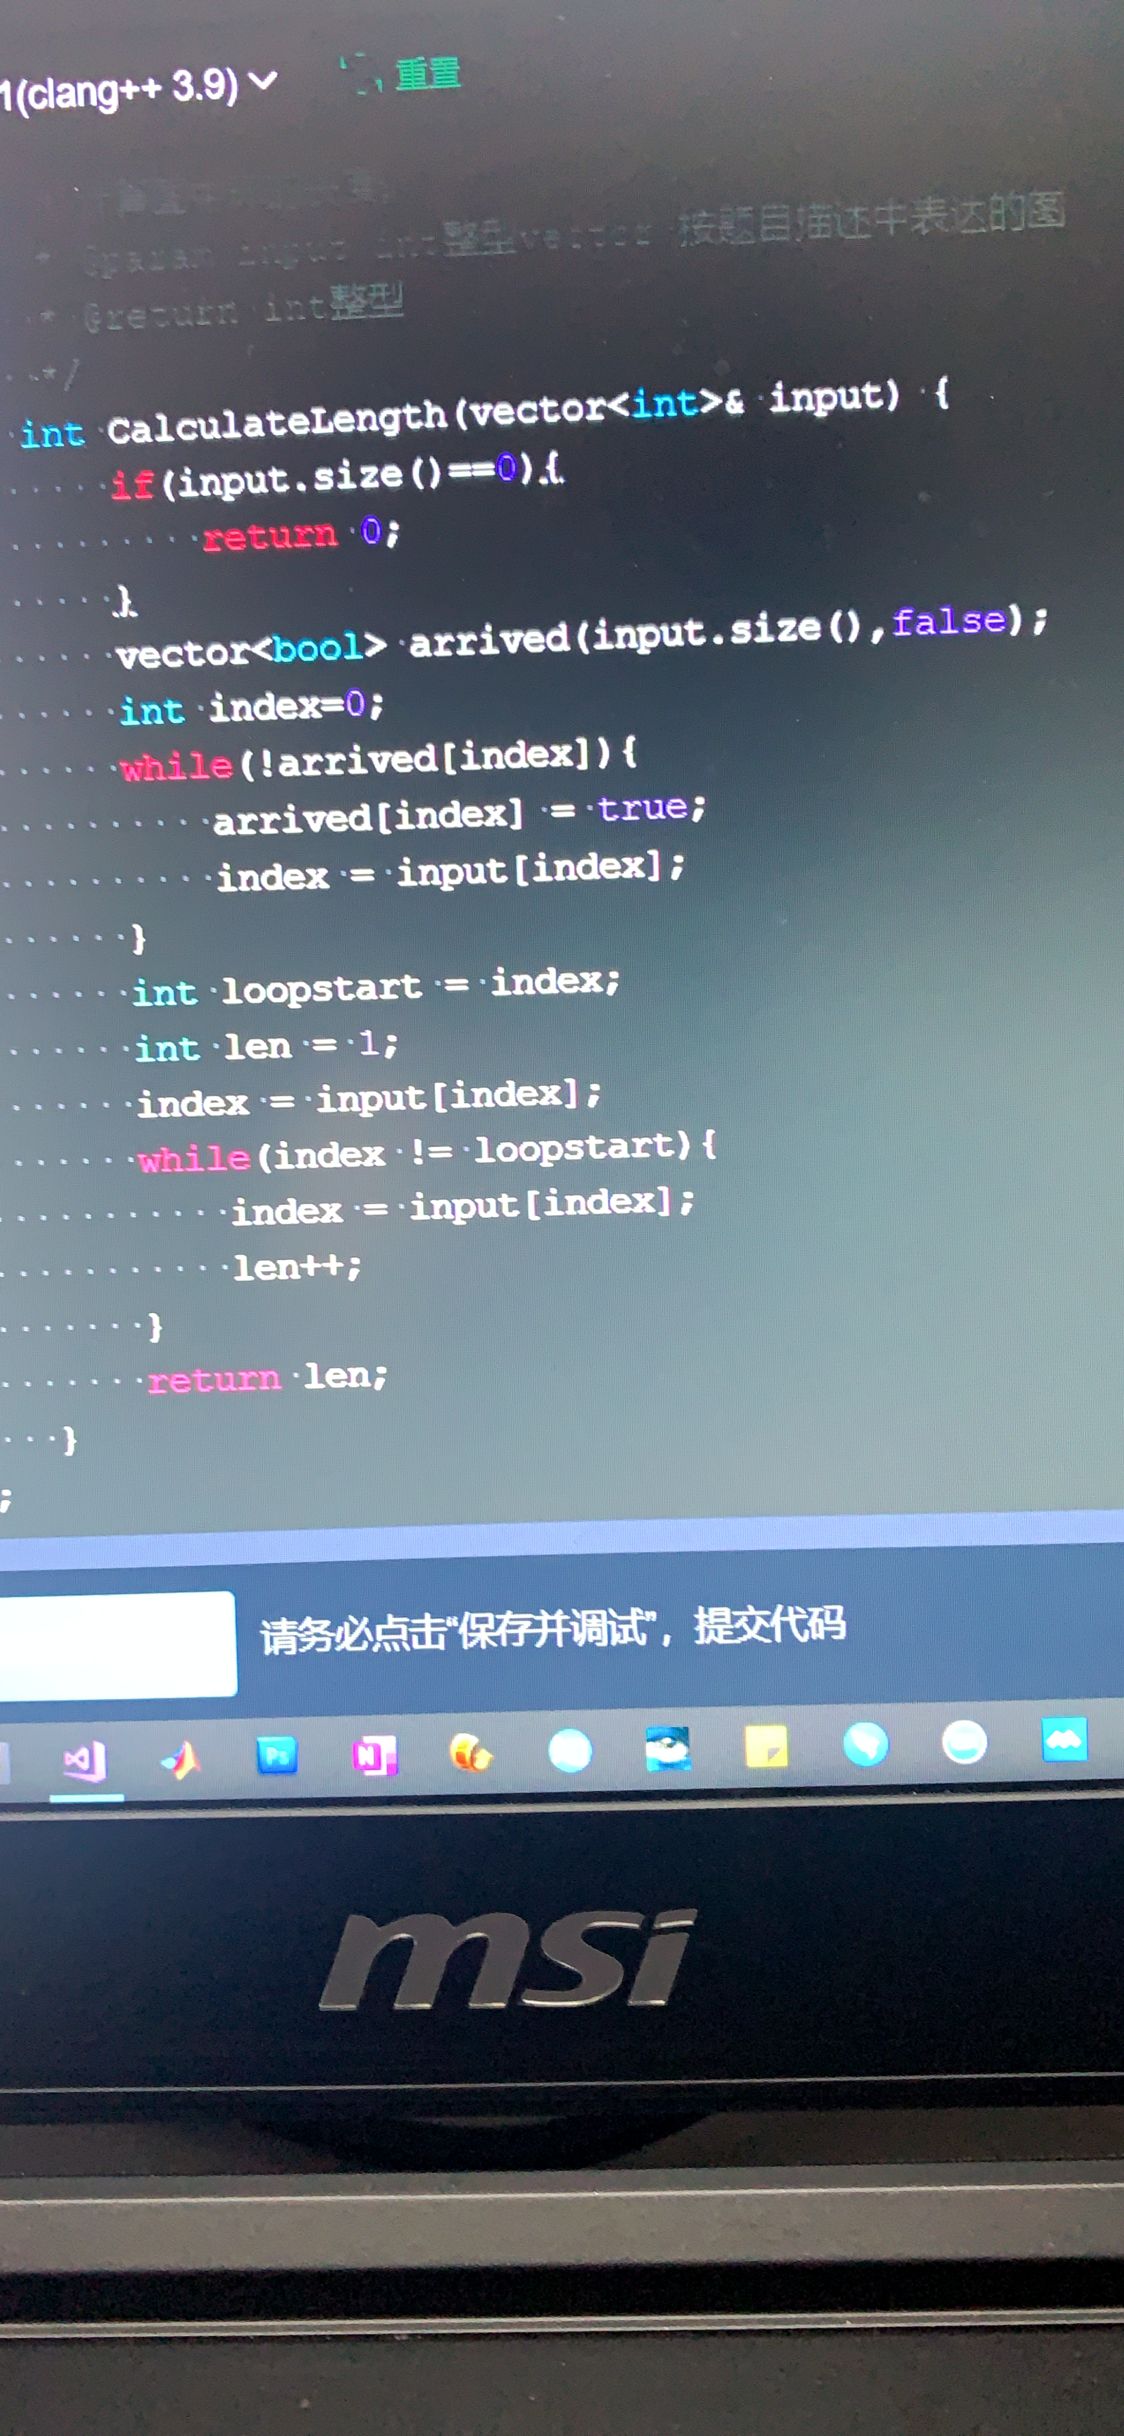 1(clang++ 3.9) 重置
* @param input int整型vector 按题目描述中表达的图
* @return int整型
*/
int CalculateLength(vector<int>& input) {
if(input.size()==0){
return 0;
}
vector<bool> arrived(input.size(),false);
int index=0;
while(!arrived[index]){
arrived[index] = true;
index = input[index];
}
int loopstart = index;
int len = 1;
index = input[index];
while(index != loopstart){
index = input[index];
len++;
}
return len;
}
;
请务必点击“保存并调试”，提交代码
Ps
N
msi